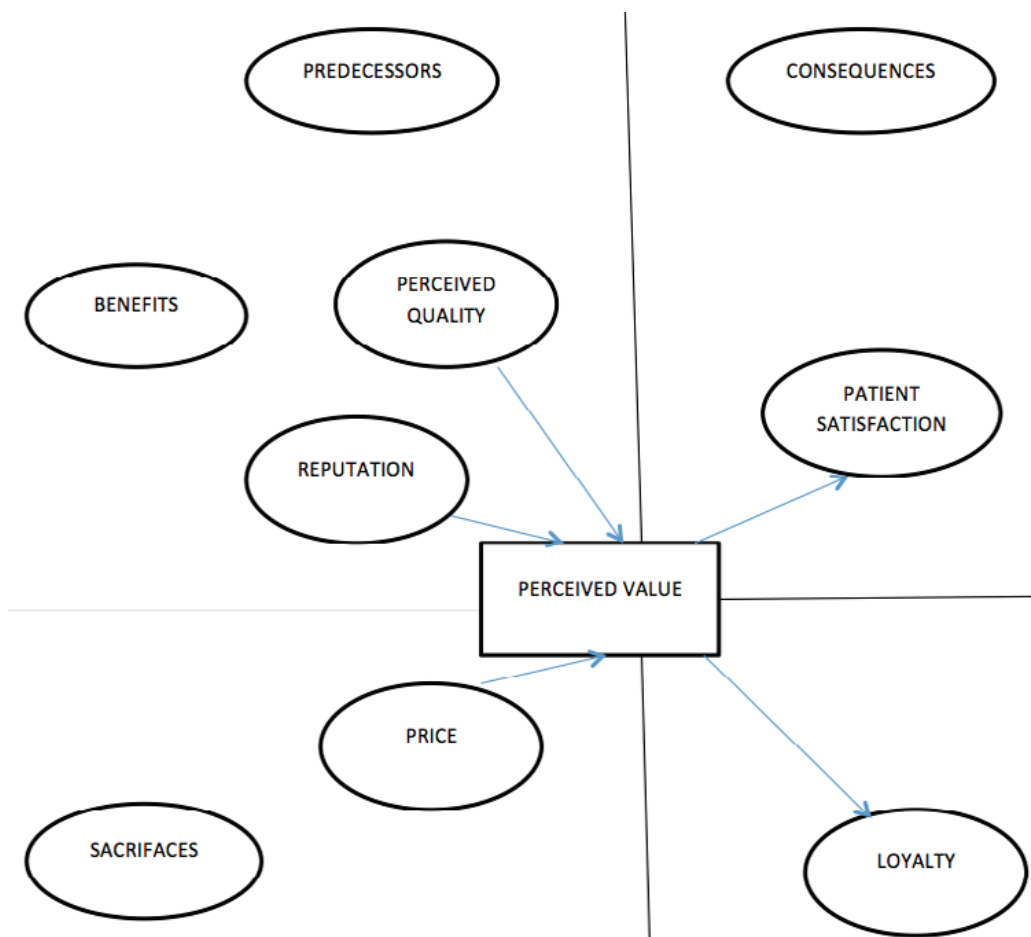 PREDECESSORS
CONSEQUENCES
BENEFITS
PERCEIVED
QUALITY
PATIENT
SATISFACTION
REPUTATION
PERCEIVED VALUE
PRICE
SACRIFACES
LOYALTY